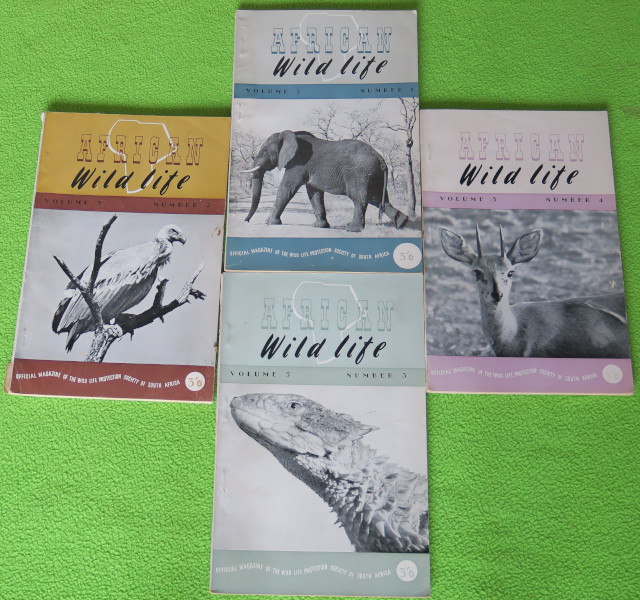 AFRICAN
Wild life
VOLUME 5 NUMBER 1
OFFICIAL MAGAZINE OF THE WILD LIFE PROTECTION SOCIETY OF SOUTH AFRICA
3'6
AFRICAN
Wild life
VOLUME 5 NUMBER 2
OFFICIAL MAGAZINE OF THE WILD LIFE PROTECTION SOCIETY OF SOUTH AFRICA
3'6
AFRICAN
Wild life
VOLUME 5 NUMBER 4
OFFICIAL MAGAZINE OF THE WILD LIFE PROTECTION SOCIETY OF SOUTH AFRICA
AFRICAN
Wild life
VOLUME 5 NUMBER 3
OFFICIAL MAGAZINE OF THE WILD LIFE PROTECTION SOCIETY OF SOUTH AFRICA
3'6